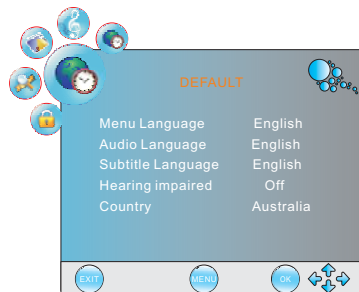 DEFAULT
Menu Language English
Audio Language English
Subtitle Language English
Hearing impaired Off
Country Australia
EXIT MENU OK